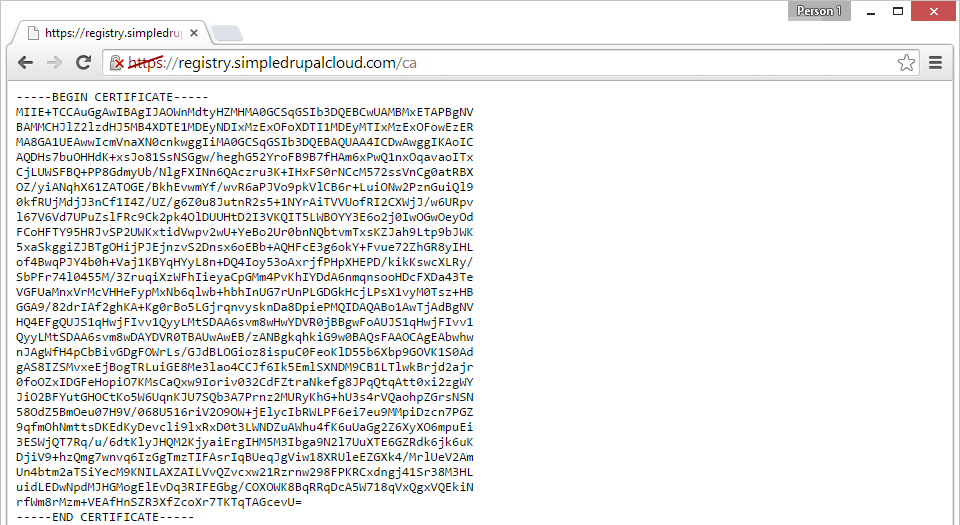 Person 1
https://registry.simpledrup
https://registry.simpledrupalcloud.com/ca
-----BEGIN CERTIFICATE-----
MIIE+TCCAuGgAwIBAgIJAOWnMdtyHZMHMA0GCSqGSIb3DQEBCwUAMBMxETAPBgNV
BAMMCHJlZ2lzdHJ5MB4XDTE1MDEyNDIxMzExOFoXDTI1MDEyMTIxMzExOFowEzER
MA8GA1UEAwwIcmVnaXN0cnkwggIiMA0GCSqGSIb3DQEBAQUAA4ICDwAwggIKAoIC
AQDHs7buOHHdK+xsJo81SsNSGgw/heghG52YroFB9B7fHAm6xPwQ1nxOqavaoITx
CjLUWSFBQ+PP8GdmyUb/NlgFXINn6QAczru3K+IHxFS0rNCcM572ssVnCg0atRBX
OZ/yiANqhX61ZATOGE/BkhEvwmYf/wvR6aPJVo9pkVlCB6r+LuiONw2PznGuiQl9
0kfRUjMdjJ3nCf1I4Z/UZ/g6Z0u8JutnR2s5+1NYrAiTVVUofRI2CXWjJ/w6URpv
l67V6Vd7UPuZslFRc9Ck2pk4OlDUUHtD2I3VKQIT5LWBOYY3E6o2j0IwOGwOeyOd
FCoHFTY95HRJvSP2UWKxtidVwpv2wU+YeBo2Ur0bnNQbtvmTxsKZJah9Ltp9bJWK
5xaSkggiZJBTgOHijPJEjnzvS2Dnsx6oEBb+AQHFcE3g6okY+Fvue72ZhGR8yIHL
of4BwqPJY4b0h+Vaj1KBYqHYyL8n+DQ4Ioy53oAxrjfPHpXHEPD/kikKswcXLRy/
SbPFr74l0455M/3ZruqiXzWFhIieyaCpGMm4PvKhIYDdA6nmqnsooHDcFXDa43Te
VGFUaMnxVrMcVHHeFypMxNb6qlwb+hbhInUG7rUnPLGDGkHcjLPsX1vyM0Tsz+HB
GGA9/82drIAf2ghKA+Kg0rBo5LGjrqnvysknDa8DpiePMQIDAQABo1AwTjAdBgNV
HQ4EFgQUJS1qHwjFIvv1QyyLMtSDAA6svm8wHwYDVR0jBBgwFoAUJS1qHwjFIvv1
QyyLMtSDAA6svm8wDAYDVR0TBAUwAwEB/zANBgkqhkiG9w0BAQsFAAOCAgEAbwhw
nJAgWfH4pCbBivGDgFOWrLs/GJdBLOGioz8ispuC0FeoKlD55b6Xbp9GOVK1S0Ad
gAS8IZSMvxeEjBogTRLuiGE8Me3lao4CCJf6Ik5EmlSXNDM9CB1LTlwkBrjd2ajr
0foOZxIDGFeHopiO7KMsCaQxw9Ioriv032CdFZtraNkefg8JPqQtqAtt0xi2zgWY
JiO2BFYutGHOCtKo5W6UqnKJU7SQb3A7Prnz2MURyKhG+hU3s4rVQaohpZGrsNSN
58OdZ5BmOeu07H9V/068U516riV2O9OW+jElycIbRWLPF6ei7eu9MMpiDzcn7PGZ
9qfmOhNmttsDKEdKyDevcli9lxRxD0t3LWNDZuAWhu4fK6uUaGg2Z6XyXO6mpuEi
3ESWjQT7Rq/u/6dtKlyJHQM2KjyaiErgIHM5M3Ibga9N2l7UuXTE6GZRdk6jk6uK
DjiV9+hzQmg7wnvq6IzGgTmzTIFAsrIqBUeqJgViw18XRUleEZGXk4/MrlUeV2Am
Un4btm2aTSiYecM9KNILAXZAILVvQZvcxw21Rzrnw298FPKRCxdngj41Sr38M3HL
uidLEDwNpdMJHGMogElEvDq3RIFEGbg/COXOWK8BqRRqDcA5W718qVxQgxVQEkiN
rfWm8rMzm+VEAfHnSZR3XfZcoXr7TKTqTAGcevU=
-----END CERTIFICATE-----